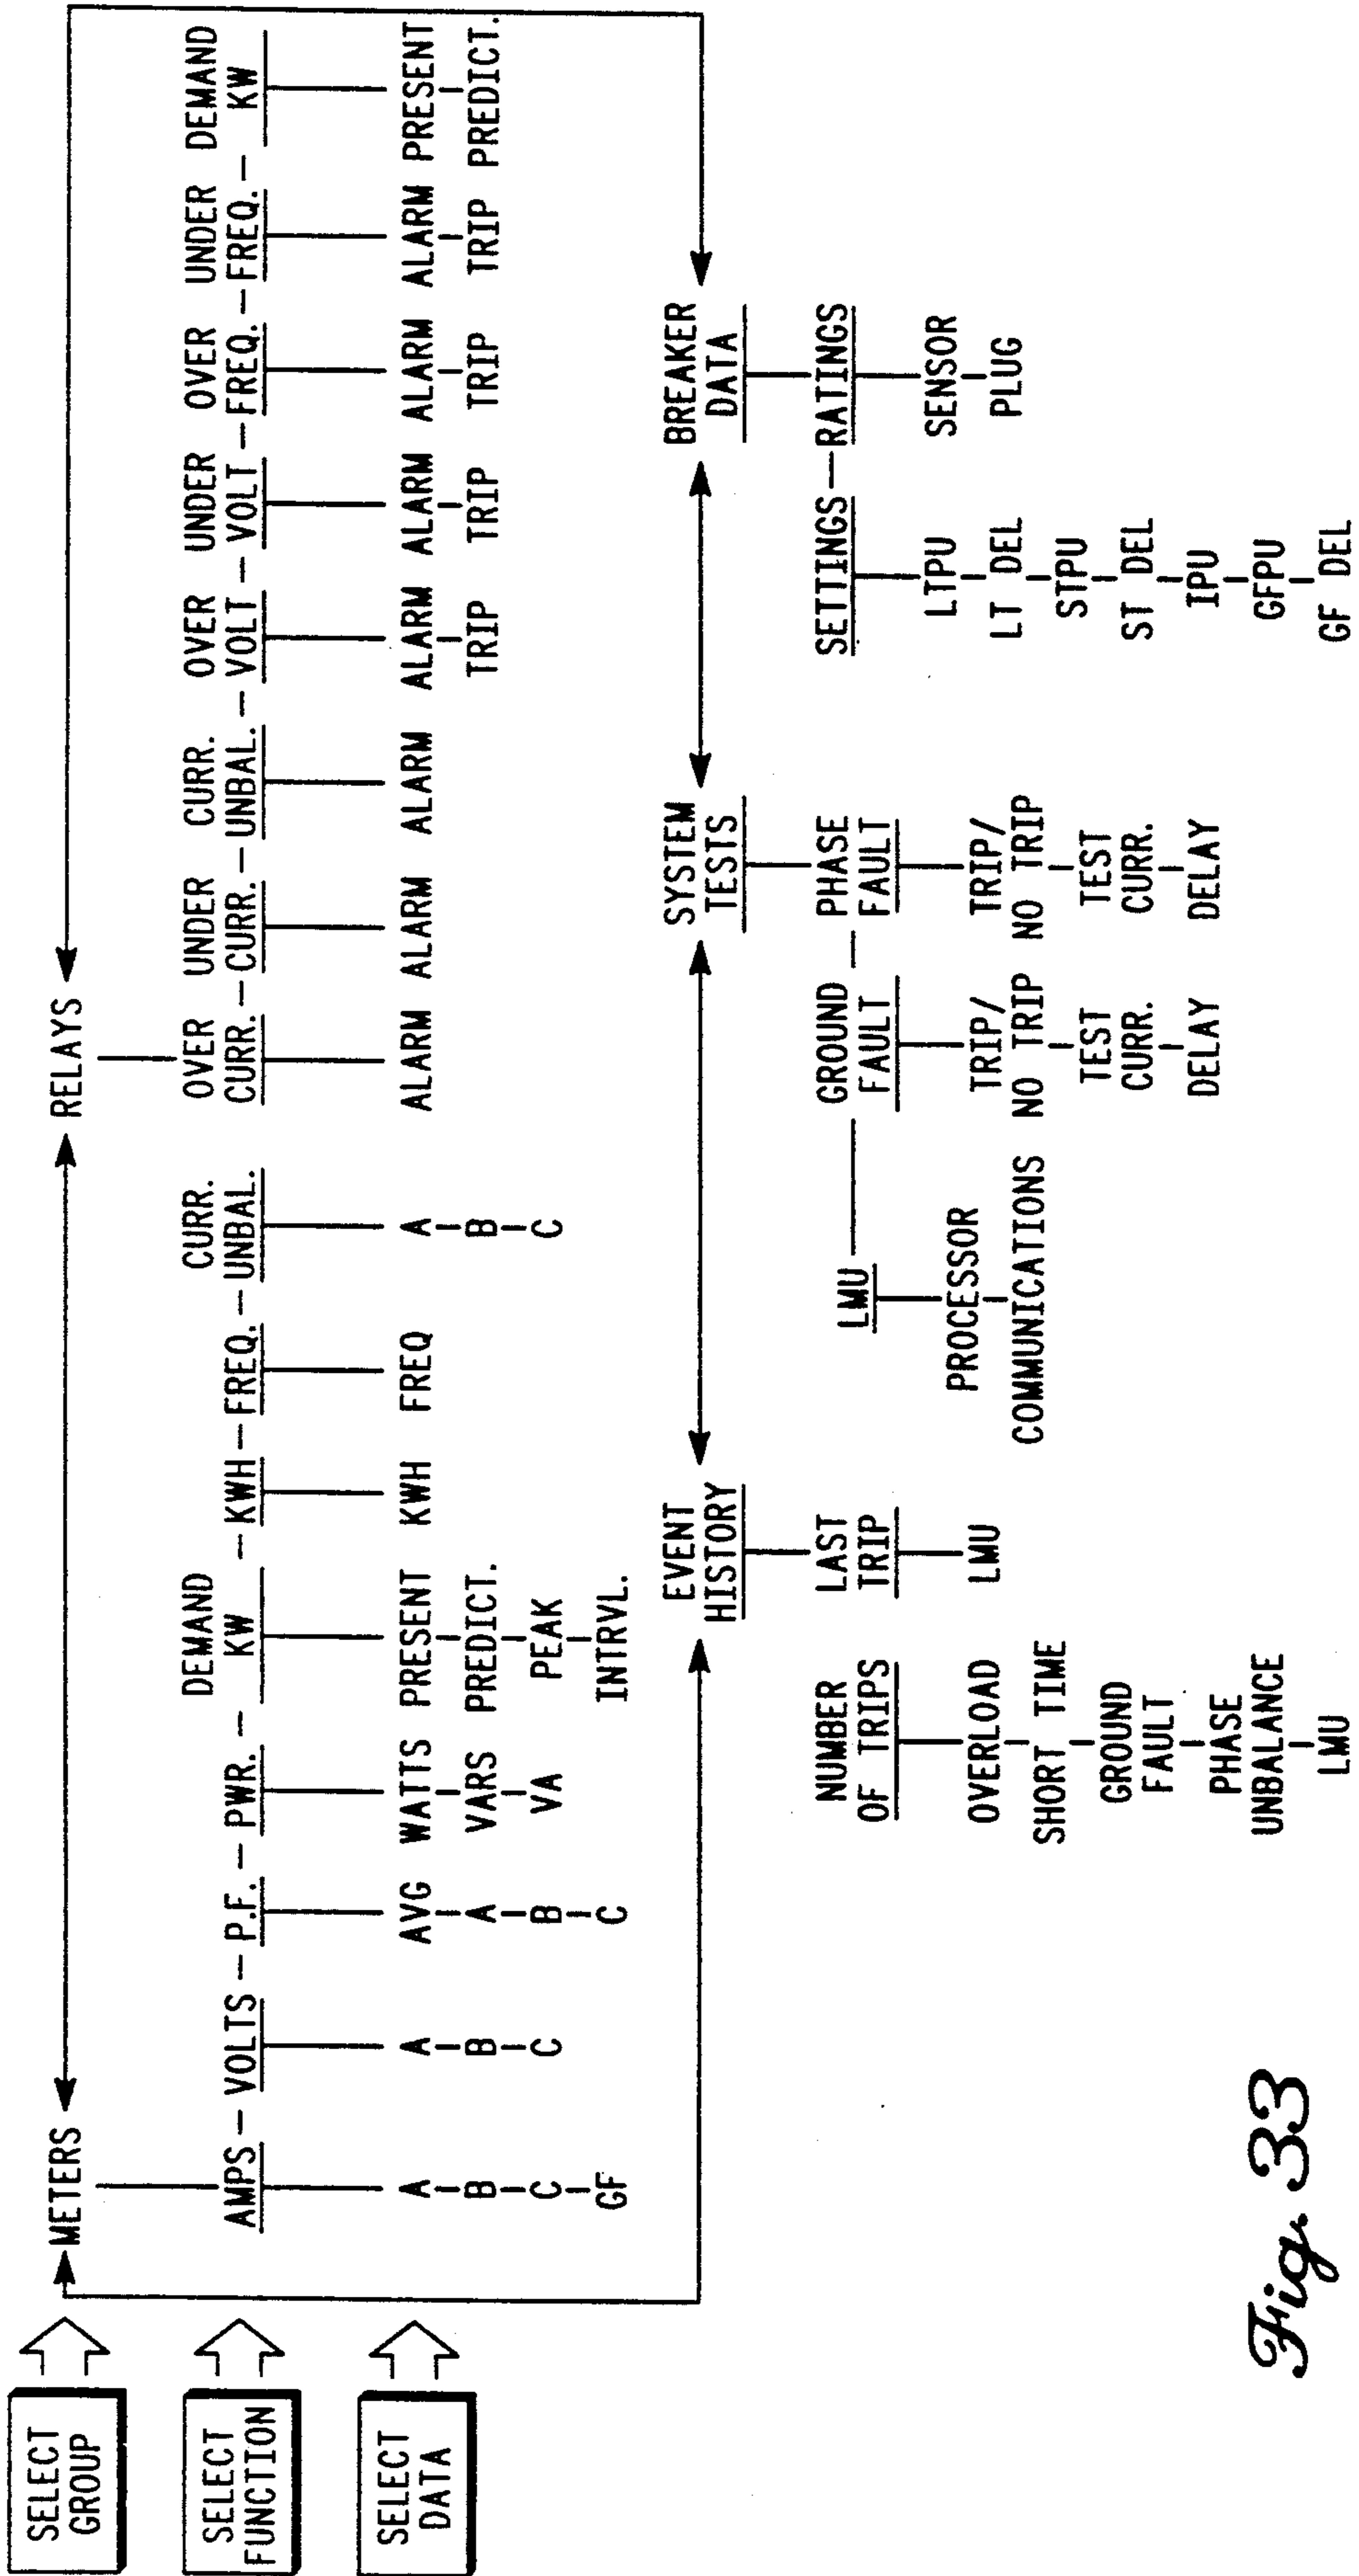 SELECT
GROUP
SELECT
FUNCTION
SELECT
DATA
METERS
AMPS
A
B
C
GF
VOLTS
A
B
C
P.F.
AVG
A
B
C
PWR.
WATTS
VARS
VA
DEMAND
KW
PRESENT
PREDICT.
PEAK
INTRVL.
KWH
KWH
FREQ.
FREQ
CURR.
UNBAL.
A
B
C
RELAYS
OVER
CURR.
ALARM
UNDER
CURR.
ALARM
CURR.
UNBAL.
ALARM
OVER
VOLT
ALARM
TRIP
UNDER
VOLT
ALARM
TRIP
OVER
FREQ.
ALARM
TRIP
UNDER
FREQ.
ALARM
TRIP
DEMAND
KW
PRESENT
PREDICT.
EVENT
HISTORY
NUMBER
OF TRIPS
OVERLOAD
SHORT TIME
GROUND
FAULT
PHASE
UNBALANCE
LMU
LAST
TRIP
LMU
SYSTEM
TESTS
LMU
PROCESSOR
COMMUNICATIONS
GROUND
FAULT
TRIP/
NO TRIP
TEST
CURR.
DELAY
PHASE
FAULT
TRIP/
NO TRIP
TEST
CURR.
DELAY
BREAKER
DATA
SETTINGS
LTPU
LT DEL
STPU
ST DEL
IPU
GFPU
GF DEL
RATINGS
SENSOR
PLUG
Fig. 33